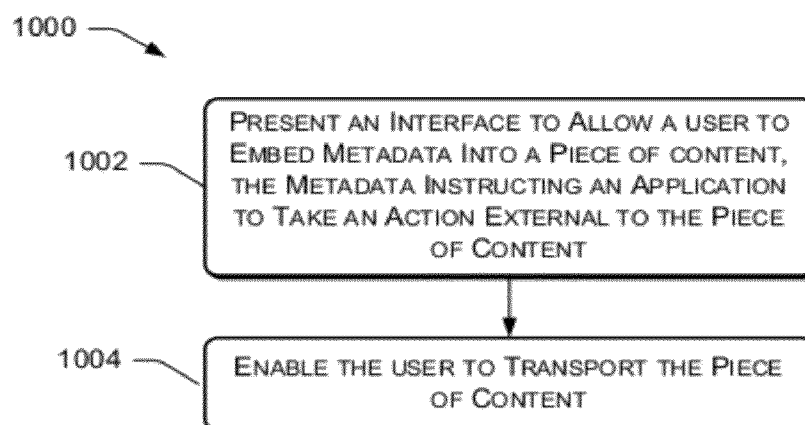 1000
PRESENT AN INTERFACE TO ALLOW A USER TO
EMBED METADATA INTO A PIECE OF CONTENT,
1002
THE METADATA INSTRUCTING AN APPLICATION
TO TAKE AN ACTION EXTERNAL TO THE PIECE
OF CONTENT
1004
ENABLE THE USER TO TRANSPORT THE PIECE
OF CONTENT